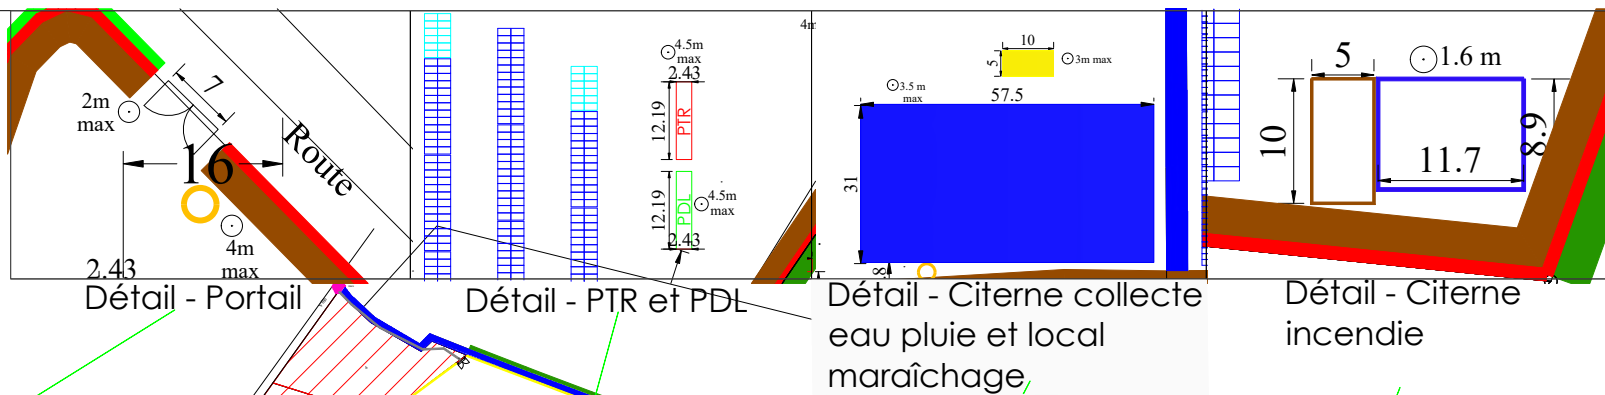 2m
max
7
16
Route
4m
max
2.43
Détail - Portail
4.5m
max
2.43
12.19
PTR
12.19
PDL
4.5m
max
2.43
Détail - PTR et PDL
10
5
3m max
3.5 m
max
57.5
31
8
Détail - Citerne collecte
eau pluie et local
maraîchage
5
1.6 m
10
11.7
8.9
Détail - Citerne
incendie